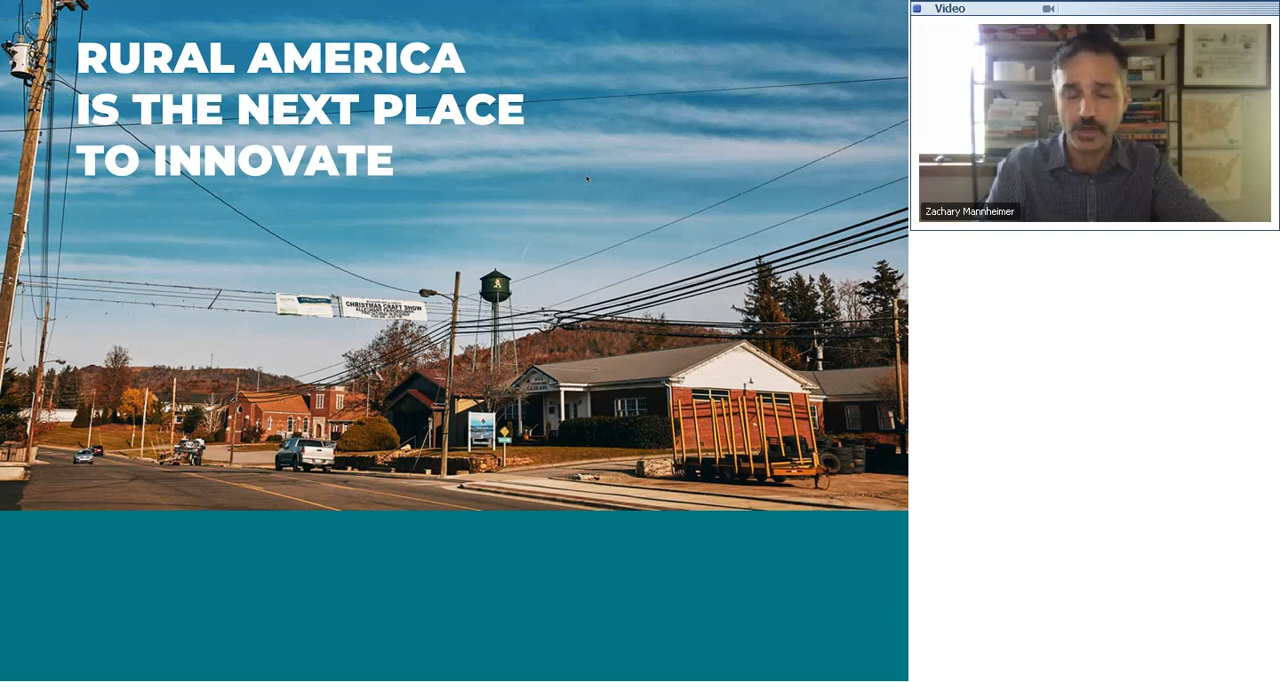 RURAL AMERICA
IS THE NEXT PLACE
TO INNOVATE
CHRISTMAS CRAFT SHOW
A
Video
Zachary Mannheimer